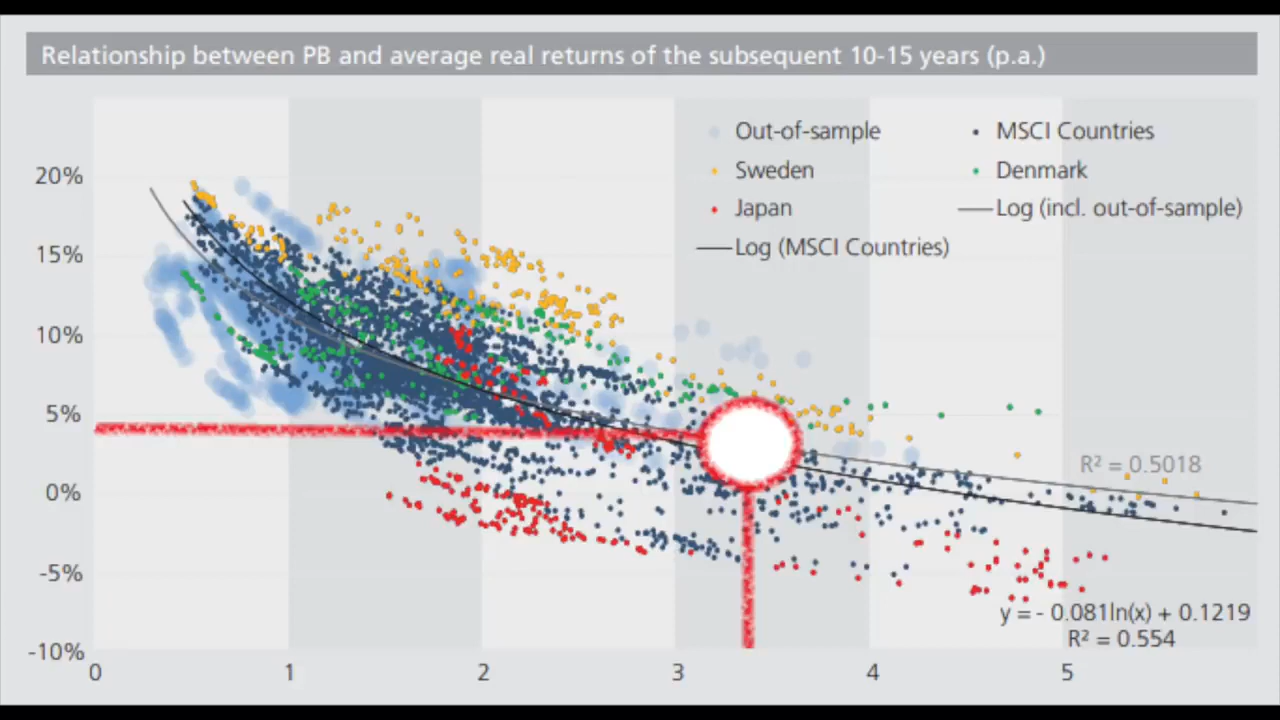 Relationship between PB and average real returns of the subsequent 10-15 years (p.a.)
Out-of-sample
MSCI Countries
Sweden
Denmark
Japan
Log (incl. out-of-sample)
Log (MSCI Countries)
20%
15%
10%
5%
0%
-5%
-10%
R² = 0.5018
y = - 0.081ln(x) + 0.1219
R² = 0.554
0 1 2 3 4 5